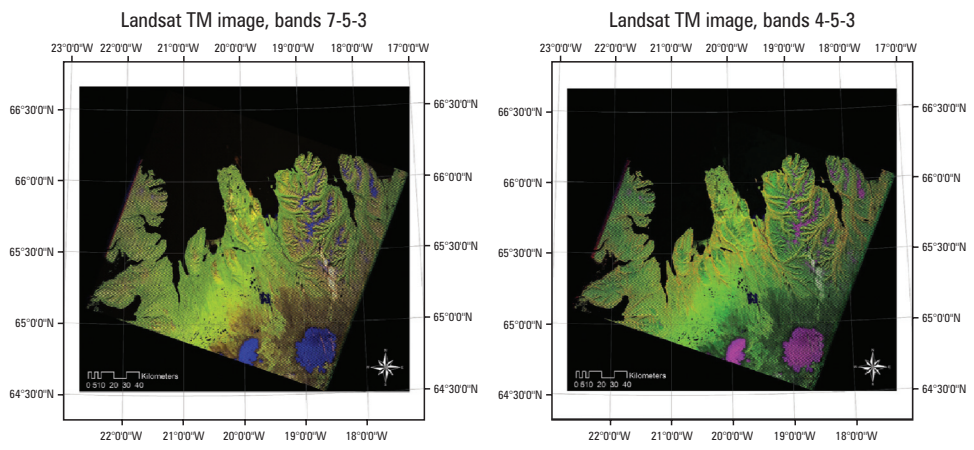 Landsat TM image, bands 7-5-3
23°0'0"W 22°0'0"W 21°0'0"W 20°0'0"W 19°0'0"W 18°0'0"W 17°0'0"W
66°30'0"N
66°30'0"N
66°0'0"N
66°0'0"N
65°30'0"N
65°30'0"N
65°0'0"N
65°0'0"N
64°30'0"N
64°30'0"N
Kilometers
0 510 20 30 40
22°0'0"W 21°0'0"W 20°0'0"W 19°0'0"W 18°0'0"W
Landsat TM image, bands 4-5-3
23°0'0"W 22°0'0"W 21°0'0"W 20°0'0"W 19°0'0"W 18°0'0"W 17°0'0"W
66°30'0"N
66°30'0"N
66°0'0"N
66°0'0"N
65°30'0"N
65°30'0"N
65°0'0"N
65°0'0"N
64°30'0"N
64°30'0"N
Kilometers
0 510 20 30 40
22°0'0"W 21°0'0"W 20°0'0"W 19°0'0"W 18°0'0"W